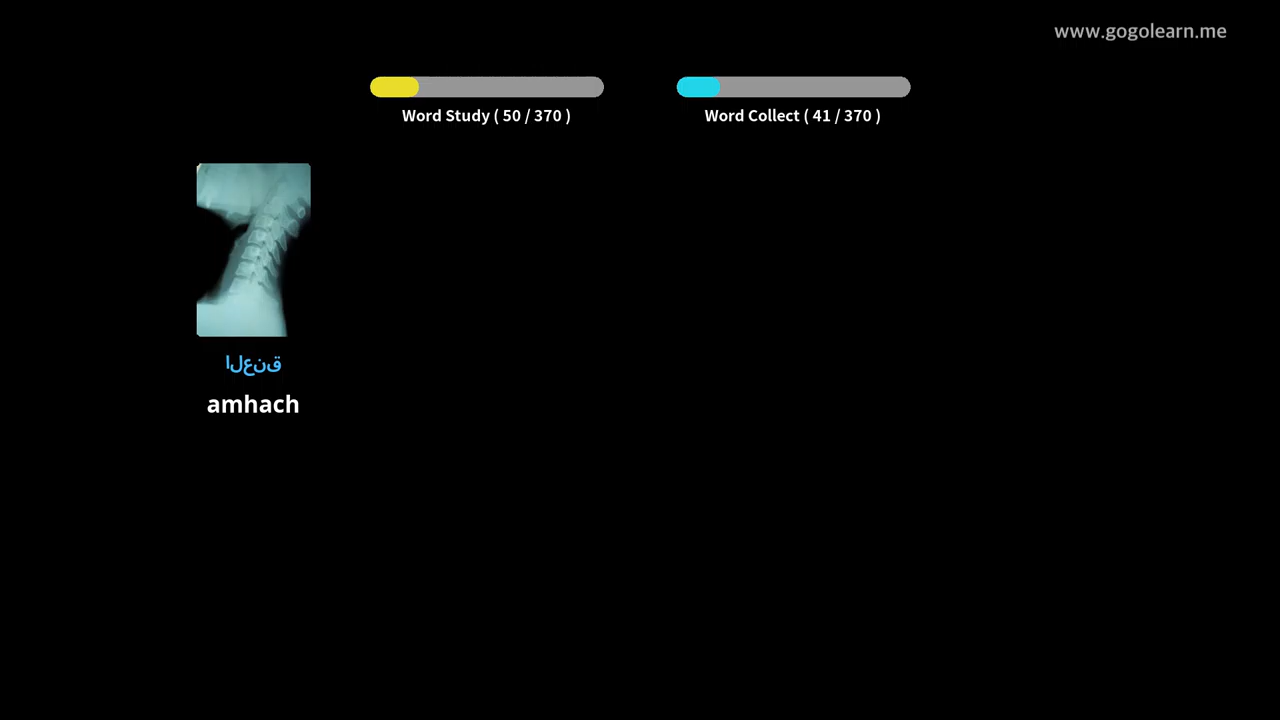 www.gogolearn.me
Word Study ( 50 / 370 )
Word Collect ( 41 / 370 )
العنق
amhach